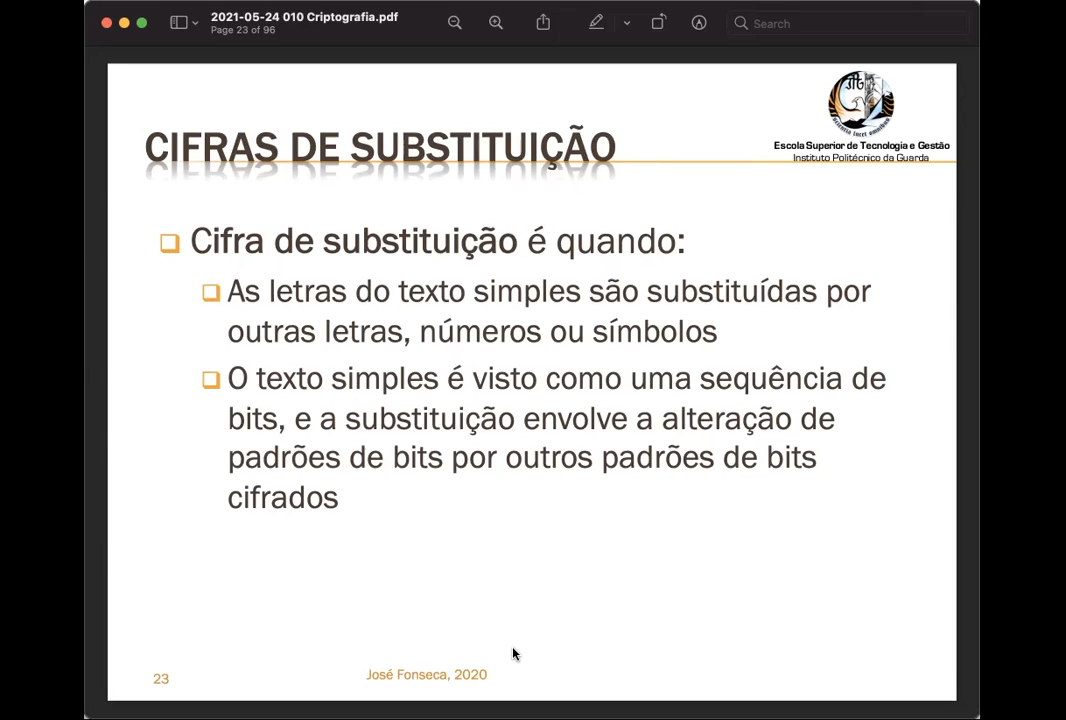 2021-05-24 010 Criptografia.pdf
Page 23 of 96
Search
CIFRAS DE SUBSTITUIÇÃO
Escola Superior de Tecnologia e Gestão
Instituto Politécnico da Guarda
Cifra de substituição é quando:
As letras do texto simples são substituídas por
outras letras, números ou símbolos
O texto simples é visto como uma sequência de
bits, e a substituição envolve a alteração de
padrões de bits por outros padrões de bits
cifrados
23
José Fonseca, 2020